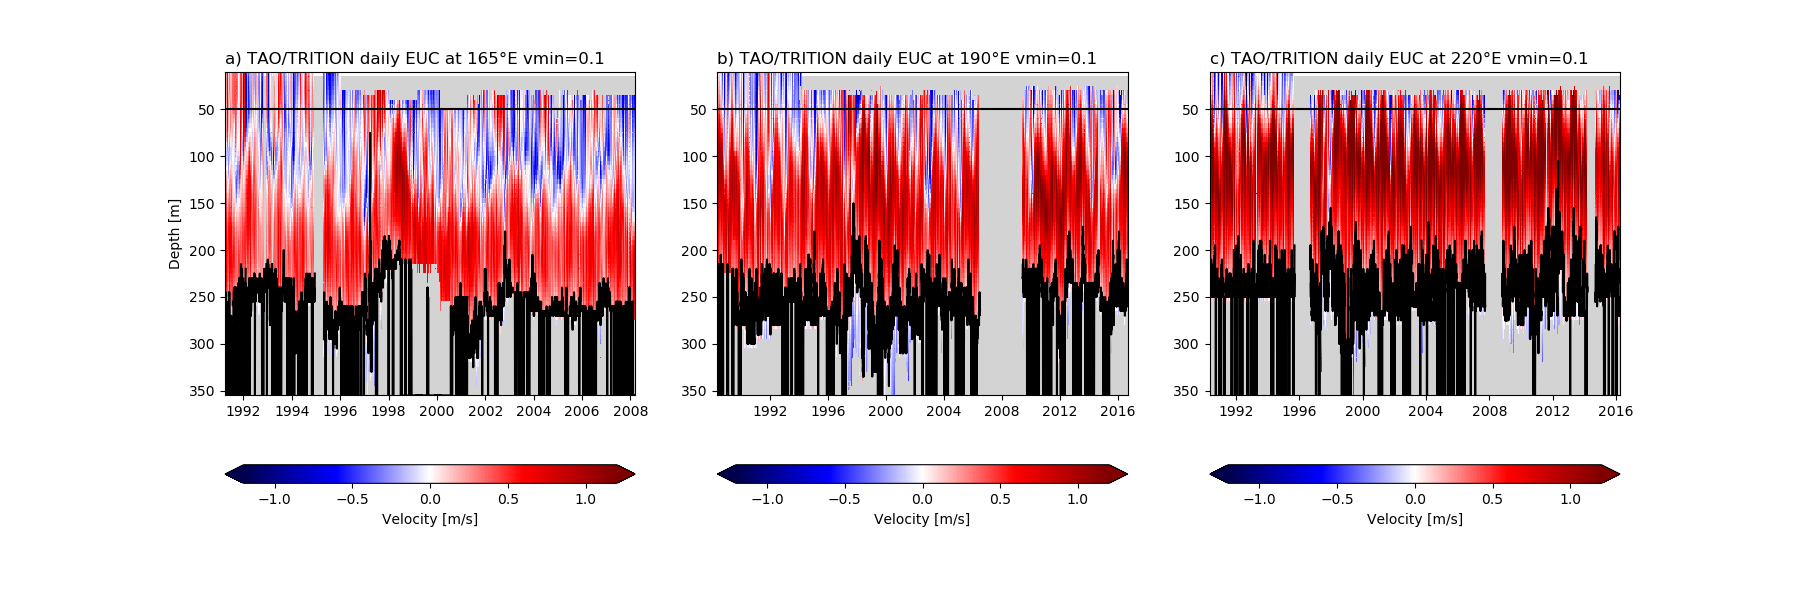 a) TAO/TRITION daily EUC at 165°E vmin=0.1
b) TAO/TRITION daily EUC at 190°E vmin=0.1
c) TAO/TRITION daily EUC at 220°E vmin=0.1
Depth [m]
50
100
150
200
250
300
350
50
100
150
200
250
300
350
50
100
150
200
250
300
350
1992 1994 1996 1998 2000 2002 2004 2006 2008
1992 1996 2000 2004 2008 2012 2016
1992 1996 2000 2004 2008 2012 2016
−1.0 −0.5 0.0 0.5 1.0
−1.0 −0.5 0.0 0.5 1.0
−1.0 −0.5 0.0 0.5 1.0
Velocity [m/s]
Velocity [m/s]
Velocity [m/s]